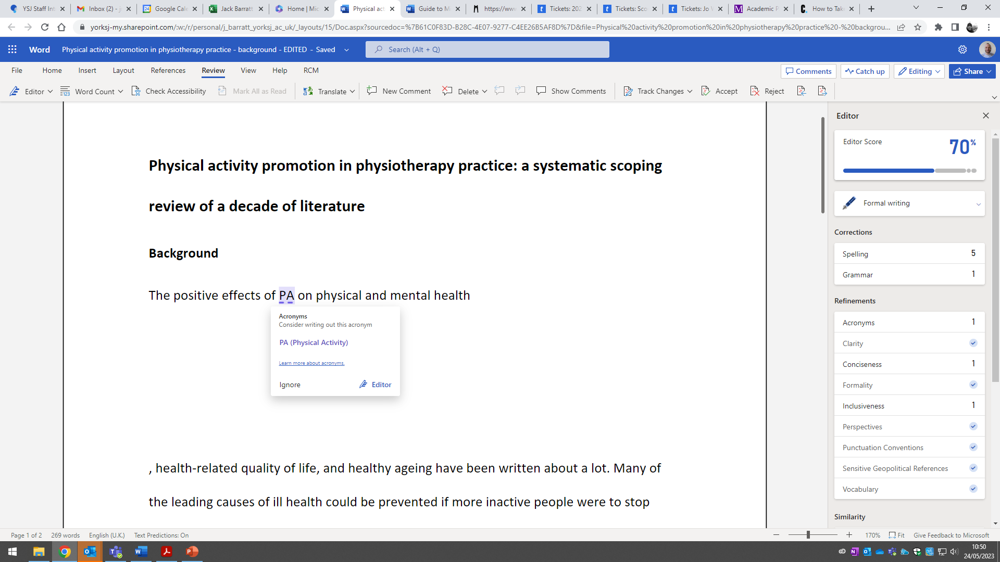 YSJ Staff Int
Inbox (2) - j
Google Cale
Jack Barratt
Home | Mic
Physical act
Guide to M
https://www
Tickets: 202
Tickets: Sco
Tickets: Jo
Academic P
How to Take
yorksj-my.sharepoint.com/:w:/r/personal/j_barratt_yorksj_ac_uk/_layouts/15/Doc.aspx?sourcedoc=%7B61C0F83D-B28C-4E07-9277-C4EE26B5AF8D%7D&file=Physical%20activity%20promotion%20in%20physiotherapy%20practice%20-%20backgrou...
Word Physical activity promotion in physiotherapy practice - background - EDITED - Saved Search (Alt + Q)
File Home Insert Layout References Review View Help RCM Comments Catch up Editing Share
Editor Word Count Check Accessibility Mark All as Read Translate New Comment Delete Show Comments Track Changes Accept Reject
Physical activity promotion in physiotherapy practice: a systematic scoping
review of a decade of literature
Background
The positive effects of PA on physical and mental health
Acronyms
Consider writing out this acronym
PA (Physical Activity)
Learn more about acronyms.
Ignore Editor
, health-related quality of life, and healthy ageing have been written about a lot. Many of
the leading causes of ill health could be prevented if more inactive people were to stop
Editor
Editor Score 70%
Formal writing
Corrections
Spelling 5
Grammar 1
Refinements
Acronyms 1
Clarity
Conciseness 1
Formality
Inclusiveness 1
Perspectives
Punctuation Conventions
Sensitive Geopolitical References
Vocabulary
Similarity
Page 1 of 2 269 words English (U.K.) Text Predictions: On 170% Fit Give Feedback to Microsoft
10:50
24/05/2023